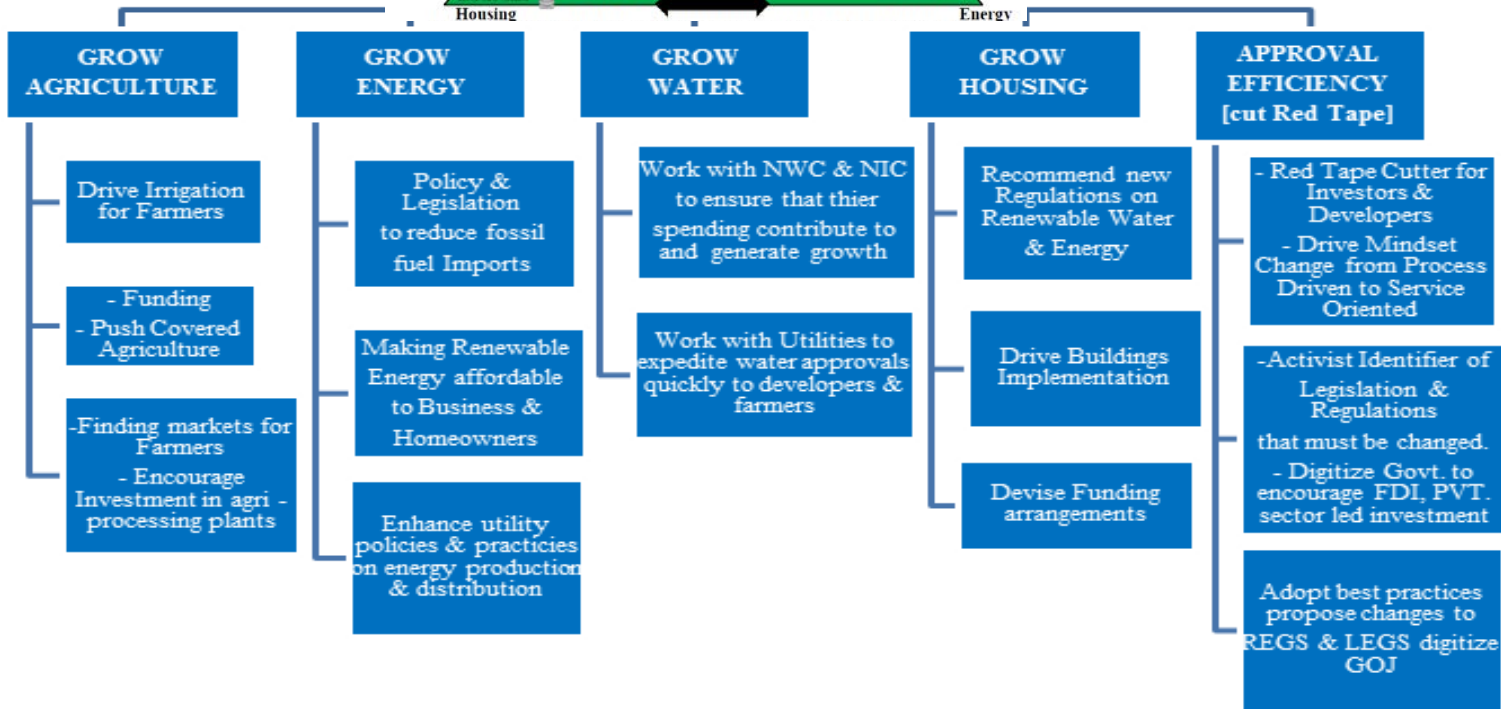 Housing
Energy
GROW
AGRICULTURE
Drive Irrigation
for Farmers
- Funding
- Push Covered
Agriculture
-Finding markets for
Farmers
- Encourage
Investment in agri -
processing plants
GROW
ENERGY
Policy &
Legislation
to reduce fossil
fuel Imports
Making Renewable
Energy affordable
to Business &
Homeowners
Enhance utility
policies & practicies
on energy production
& distribution
GROW
WATER
Work with NWC & NIC
to ensure that thier
spending contribute to
and generate growth
Work with Utilities to
expedite water approvals
quickly to developers &
farmers
GROW
HOUSING
Recommend new
Regulations on
Renewable Water
& Energy
Drive Buildings
Implementation
Devise Funding
arrangements
APPROVAL
EFFICIENCY
[cut Red Tape]
- Red Tape Cutter for
Investors &
Developers
- Drive Mindset
Change from Process
Driven to Service
Oriented
-Activist Identifier of
Legislation &
Regulations
that must be changed.
- Digitize Govt. to
encourage FDI, PVT.
sector led investment
Adopt best practices
propose changes to
REGS & LEGS digitize
GOJ